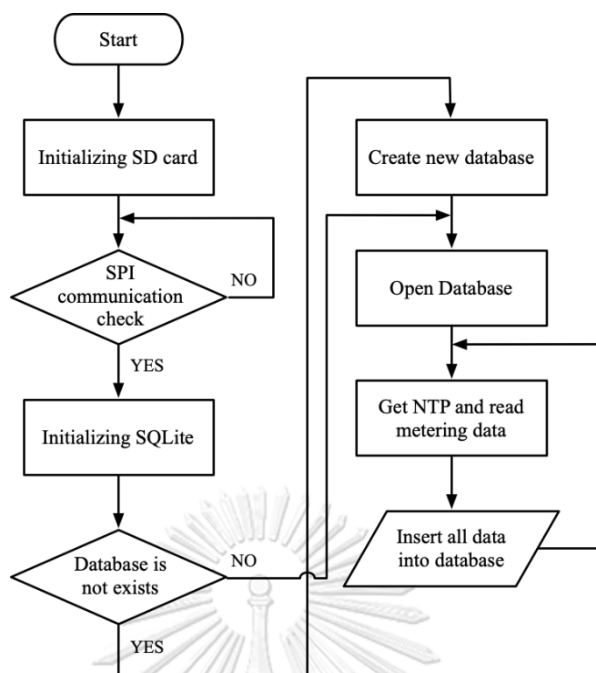 Start
Initializing SD card
SPI
communication
check
NO
YES
Initializing SQLite
Database is
not exists
NO
YES
Create new database
Open Database
Get NTP and read
metering data
Insert all data
into database